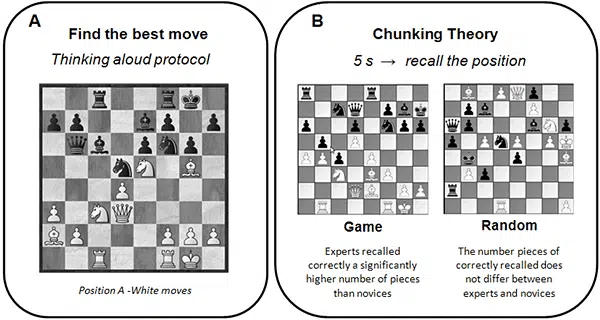 A
Find the best move
Thinking aloud protocol
Position A -White moves
B
Chunking Theory
5 s → recall the position
Game
Experts recalled
correctly a significantly
higher number of pieces
than novices
Random
The number pieces of
correctly recalled does
not differ between
experts and novices